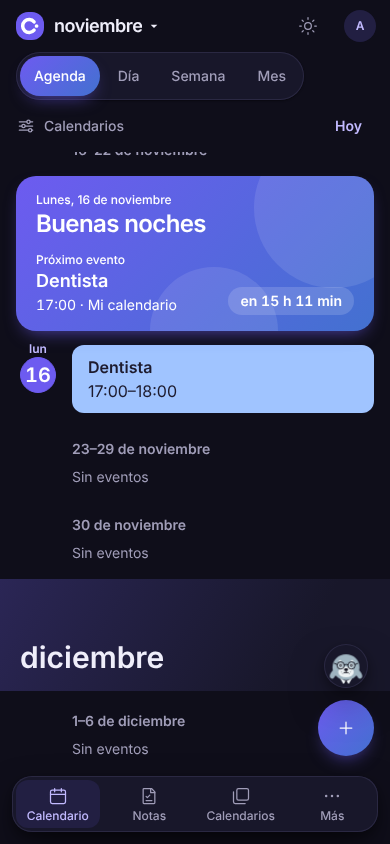 noviembre
A
Agenda
Día
Semana
Mes
Calendarios
Hoy
Lunes, 16 de noviembre
Buenas noches
Próximo evento
Dentista
17:00 · Mi calendario
en 15 h 11 min
lun
16
Dentista
17:00–18:00
23–29 de noviembre
Sin eventos
30 de noviembre
Sin eventos
diciembre
1–6 de diciembre
Sin eventos
Calendario
Notas
Calendarios
Más